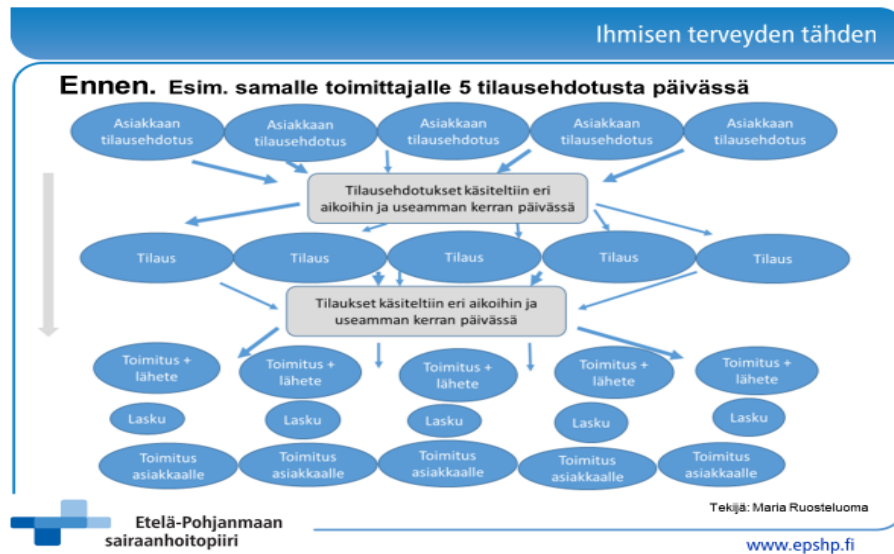 Ihmisen terveyden tähden
Ennen. Esim. samalle toimittajalle 5 tilausehdotusta päivässä
Asiakkaan
tilausehdotus
Asiakkaan
tilausehdotus
Asiakkaan
tilausehdotus
Asiakkaan
tilausehdotus
Asiakkaan
tilausehdotus
Tilausehdotukset käsiteltiin eri
aikoihin ja useamman kerran päivässä
Tilaus
Tilaus
Tilaus
Tilaus
Tilaus
Tilaukset käsiteltiin eri aikoihin ja
useamman kerran päivässä
Toimitus +
lähete
Toimitus +
lähete
Toimitus +
lähete
Toimitus +
lähete
Toimitus +
lähete
Lasku
Lasku
Lasku
Lasku
Lasku
Toimitus
asiakkaalle
Toimitus
asiakkaalle
Toimitus
asiakkaalle
Toimitus
asiakkaalle
Toimitus
asiakkaalle
Tekijä: Maria Ruosteluoma
Etelä-Pohjanmaan
sairaanhoitopiiri
www.epshp.fi